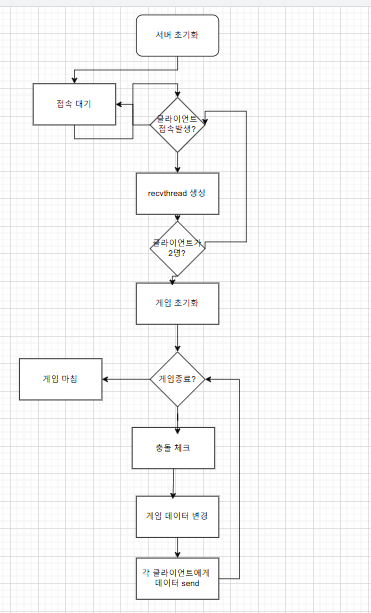 서버 초기화
접속 대기
클라이언트
접속발생?
recvthread 생성
클라이언트가
2명?
게임 초기화
게임종료?
게임 마침
충돌 체크
게임 데이터 변경
각 클라이언트에게
데이터 send